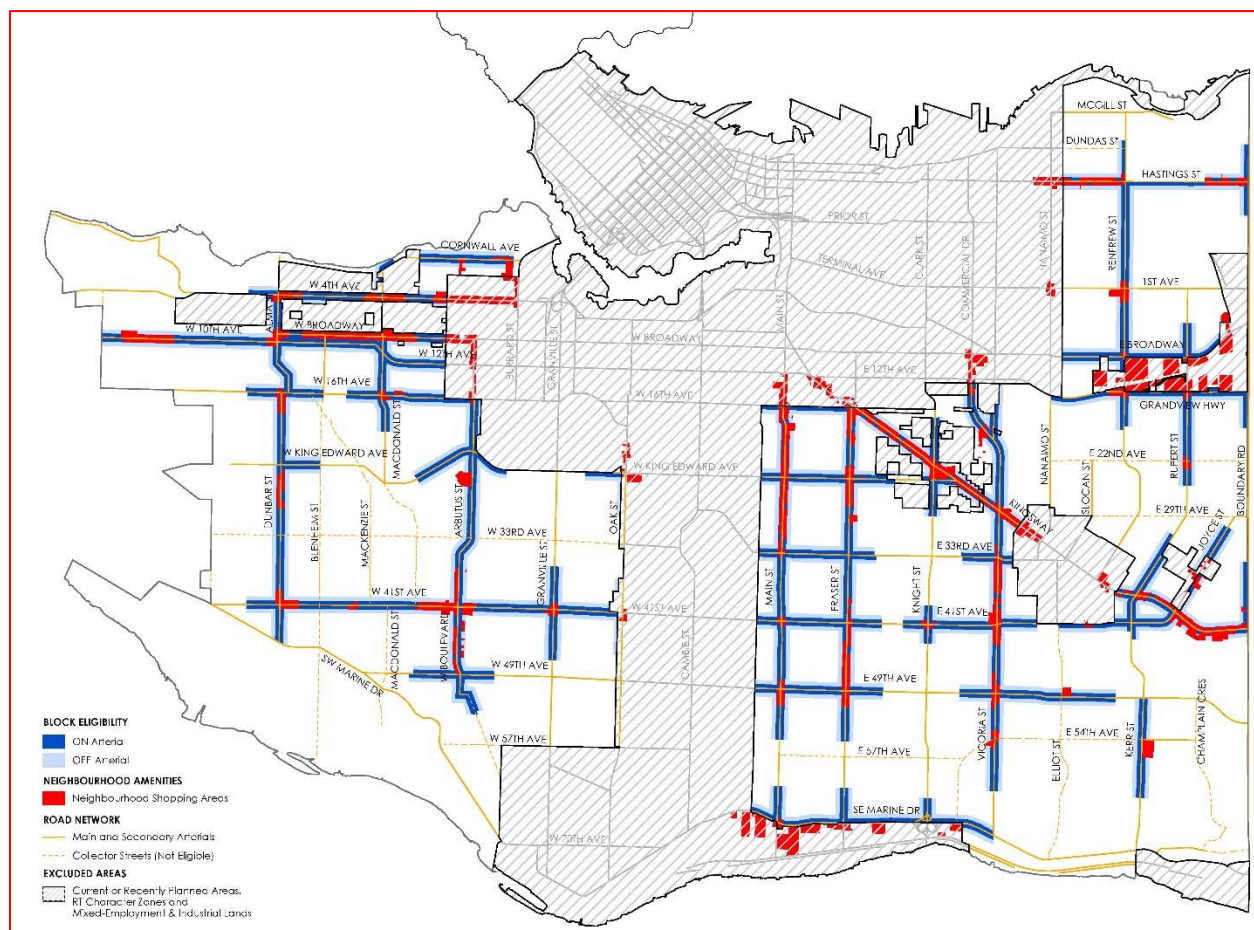 MCGILL ST
DUNDAS ST
HASTINGS ST
PRIOR ST
NANAIMO ST
CLARK ST
COMMERCIAL DR
RENFREW ST
TERMINAL AVE
CORNWALL AVE
1ST AVE
W 4TH AVE
MAIN ST
ALMA
BURRARD ST
GRANVILLE ST
W 10TH AVE
W BROADWAY
W BROADWAY
E BROADWAY
W 12TH AVE
E 12TH AVE
W 16TH AVE
W 16TH AVE
GRANDVIEW HWY
MACDONALD ST
W KING EDWARD AVE
W KING EDWARD AVE
NANAIMO ST
SLOCAN ST
E 22ND AVE
RUPERT ST
BOUNDARY RD
DUNBAR ST
BLENHEIM ST
MACKENZIE ST
ARBUTUS ST
OAK ST
KINGSWAY
E 29TH AVE
JOYCE ST
W 33RD AVE
E 33RD AVE
GRANVILLE ST
MAIN ST
FRASER ST
KNIGHT ST
W 41ST AVE
W 41ST AVE
E 41ST AVE
MACDONALD ST
W BOULEVARD
CAMBIE ST
SW MARINE DR
W 49TH AVE
E 49TH AVE
W 57TH AVE
E 57TH AVE
VICORIA ST
ELLIOT ST
E 54TH AVE
KERR ST
CHAMPLAIN CRES
SE MARINE DR
W 70TH AVE
BLOCK ELIGIBILITY
ON Arteria
OFF Arterial
NEIGHBOURHOOD AMENITIES
Neighbourhood Shopping Areas
ROAD NETWORK
Main and Secondary Arterials
Collector Streets (Not Eligible)
EXCLUDED AREAS
Current or Recently Planned Areas,
RT Character Zones and
Mixed-Employment & Industrial Lands